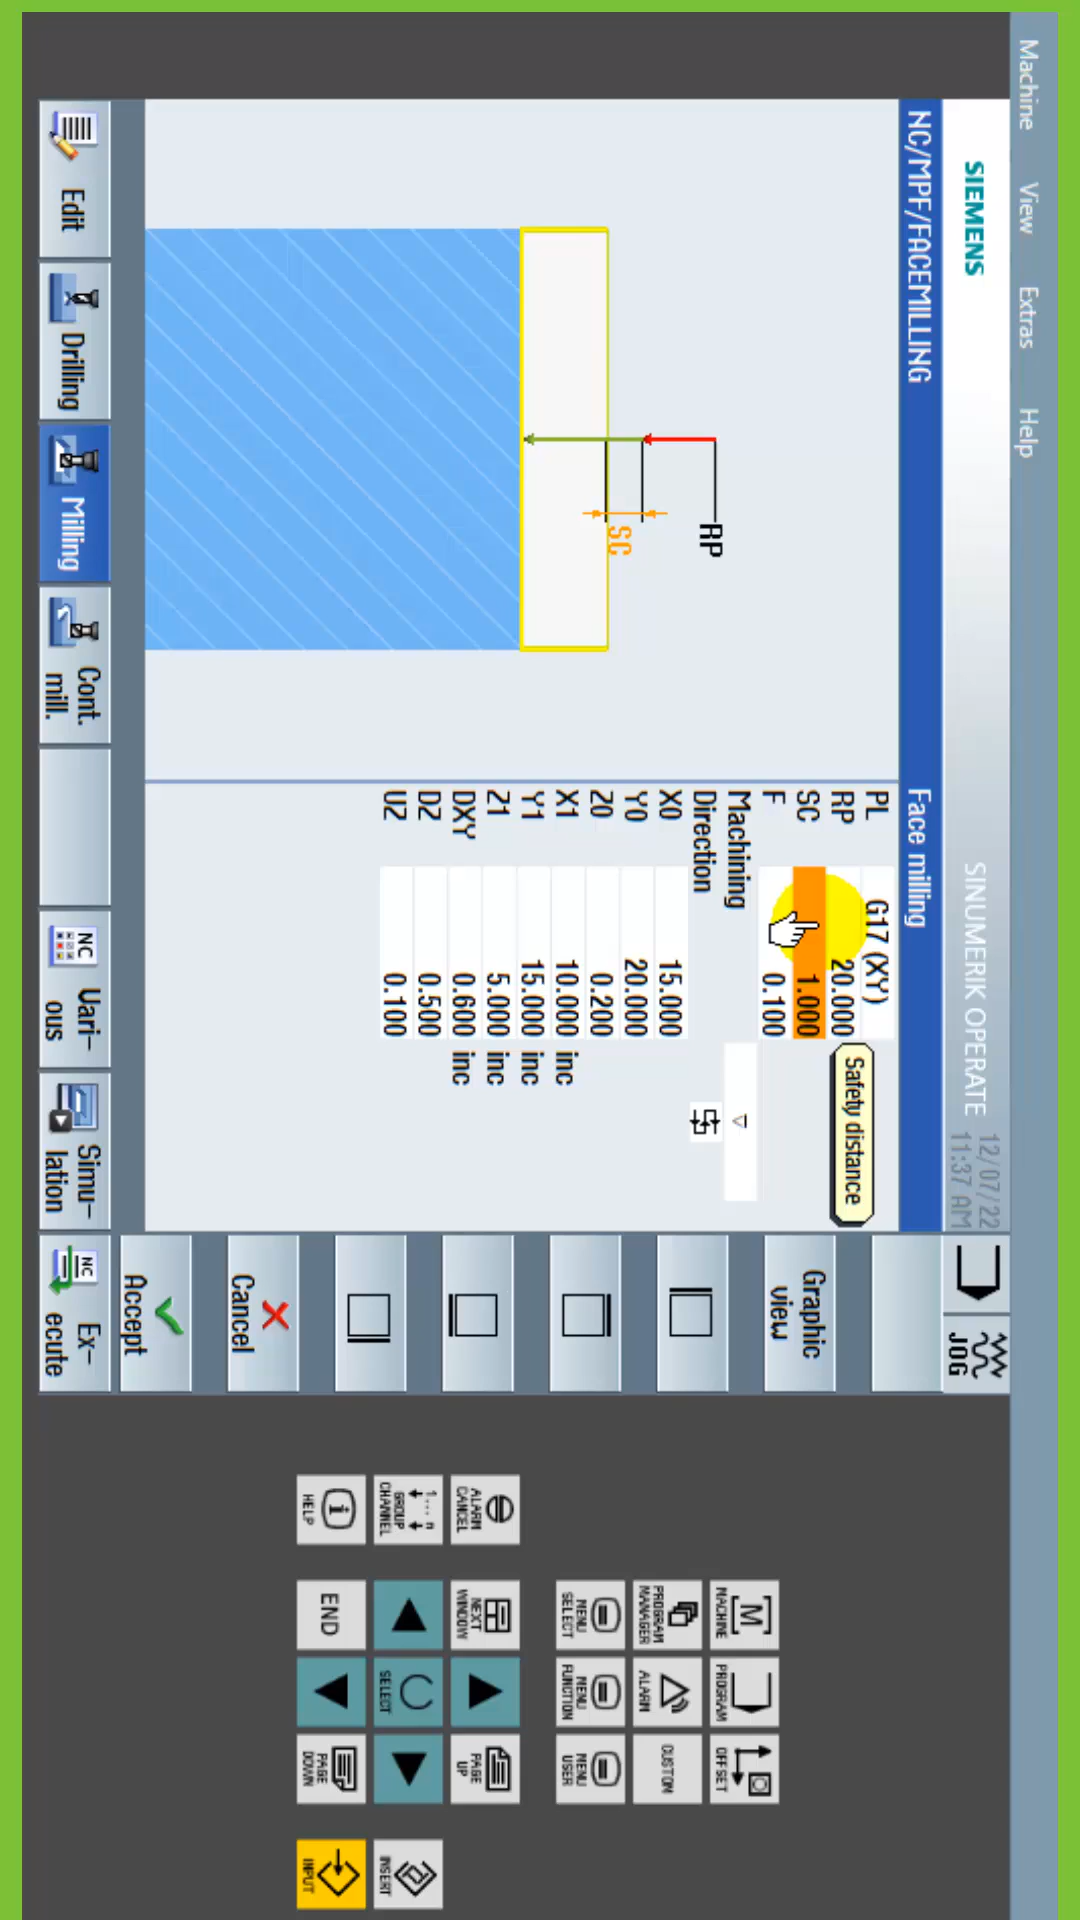 Machine View Extras Help
SIEMENS
SINUMERIK OPERATE
12/07/22
11:37 AM
JOG
NC/MPF/FACEMILLING
Face milling
RP
SC
PL G17 (XY)
RP 20.000
Safety distance
SC 1.000
F 0.100
Machining
Direction
X0 15.000
Y0 20.000
Z0 0.200
X1 10.000 inc
Y1 15.000 inc
Z1 5.000 inc
DXY 0.600 inc
DZ 0.500
UZ 0.100
Graphic
view
Cancel
Accept
Edit
Drilling
Milling
Cont.
mill.
NC
Vari-
ous
Simu-
lation
NC
Ex-
ecute
M
MACHINE
PROGRAM
OFFSET
PROGRAM
MANAGER
ALARM
CUSTOM
MENU
SELECT
MENU
FUNCTION
MENU
USER
ALARM
CANCEL
1... n
GROUP
CHANNEL
i
HELP
NEXT
WINDOW
PAGE
UP
SELECT
END
PAGE
DOWN
INSERT
INPUT